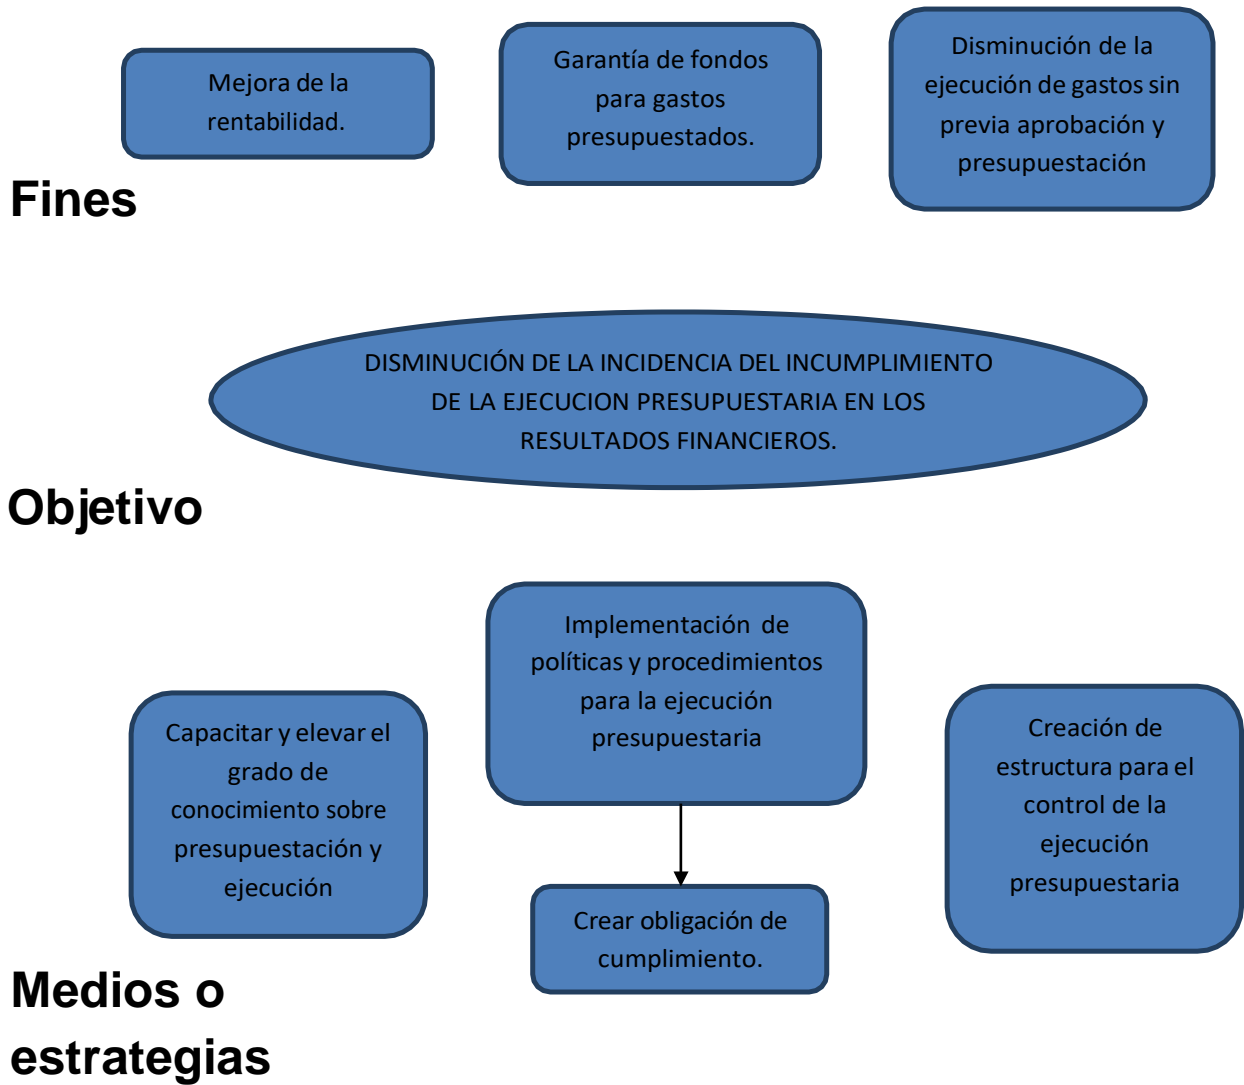 Mejora de la
rentabilidad.
Garantía de fondos
para gastos
presupuestados.
Disminución de la
ejecución de gastos sin
previa aprobación y
presupuestación
Fines
DISMINUCIÓN DE LA INCIDENCIA DEL INCUMPLIMIENTO
DE LA EJECUCION PRESUPUESTARIA EN LOS
RESULTADOS FINANCIEROS.
Objetivo
Implementación de
políticas y procedimientos
para la ejecución
presupuestaria
Capacitar y elevar el
grado de
conocimiento sobre
presupuestación y
ejecución
Creación de
estructura para el
control de la
ejecución
presupuestaria
Crear obligación de
cumplimiento.
Medios o
estrategias